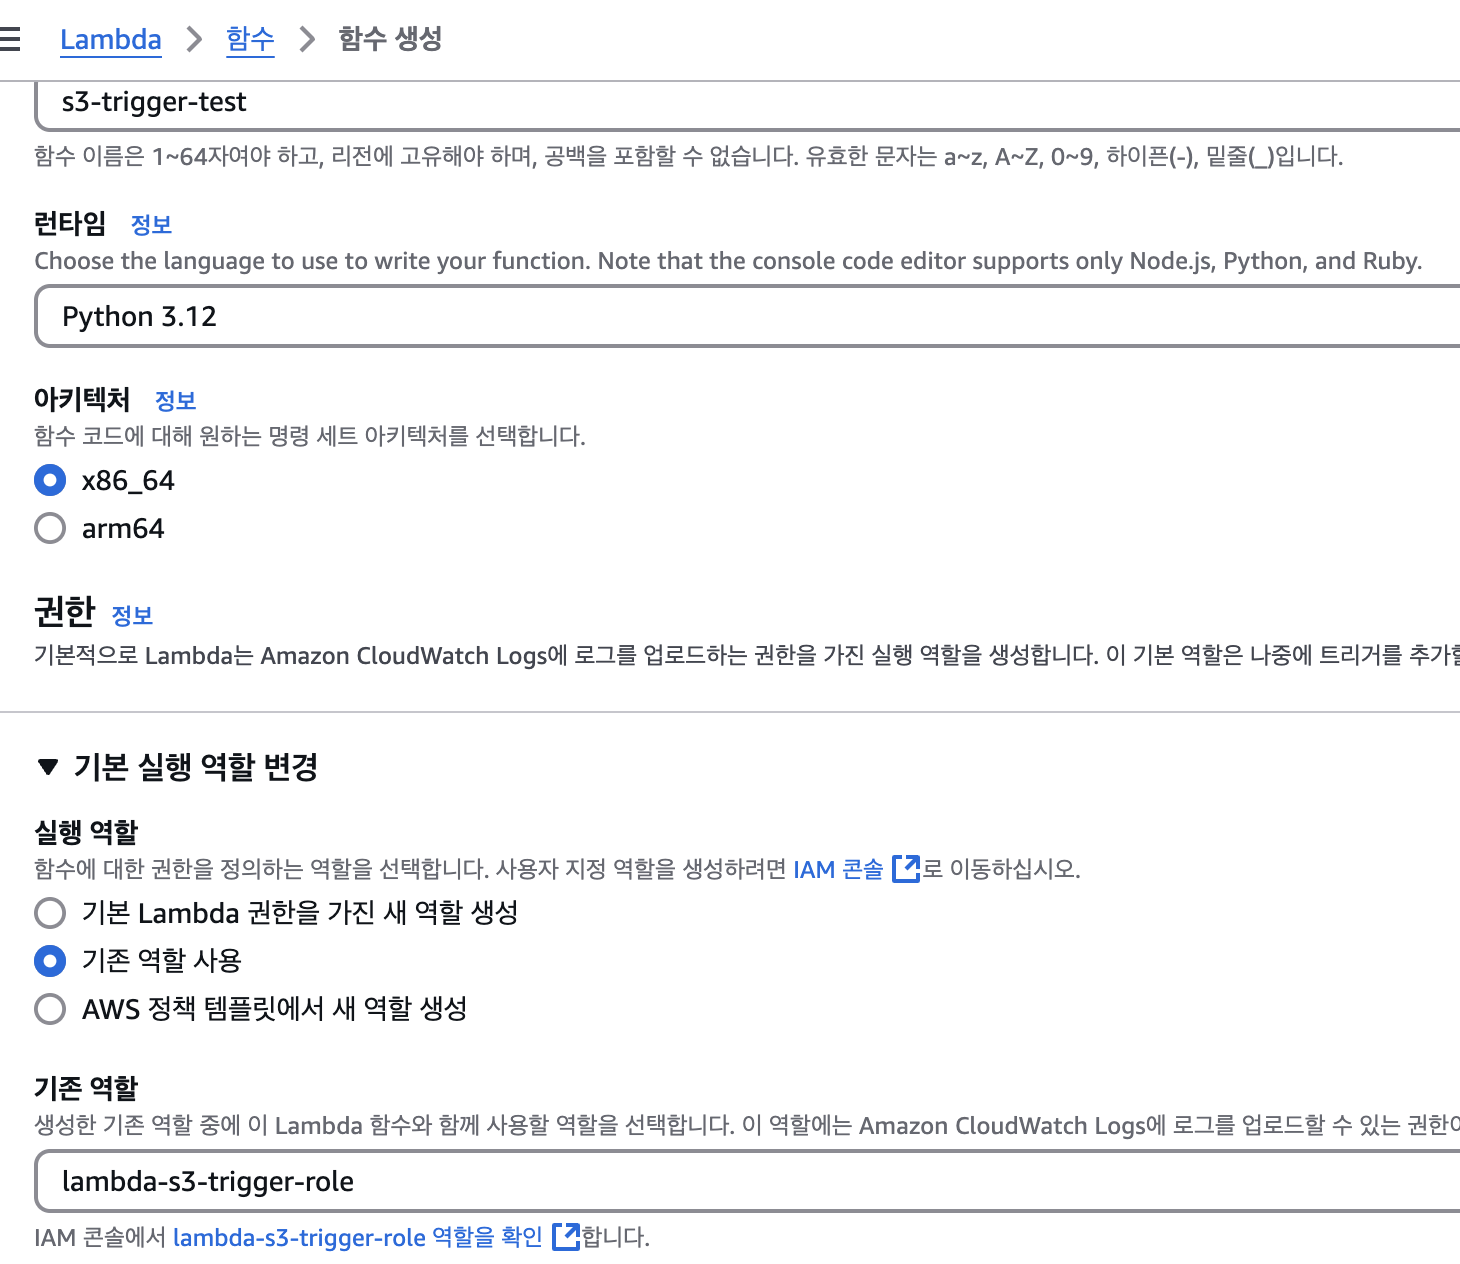 Lambda > 함수 > 함수 생성
s3-trigger-test
함수 이름은 1~64자여야 하고, 리전에 고유해야 하며, 공백을 포함할 수 없습니다. 유효한 문자는 a~z, A~Z, 0~9, 하이픈(-), 밑줄(_)입니다.
런타임 정보
Choose the language to use to write your function. Note that the console code editor supports only Node.js, Python, and Ruby.
Python 3.12
아키텍처 정보
함수 코드에 대해 원하는 명령 세트 아키텍처를 선택합니다.
x86_64
arm64
권한 정보
기본적으로 Lambda는 Amazon CloudWatch Logs에 로그를 업로드하는 권한을 가진 실행 역할을 생성합니다. 이 기본 역할은 나중에 트리거를
기본 실행 역할 변경
실행 역할
함수에 대한 권한을 정의하는 역할을 선택합니다. 사용자 지정 역할을 생성하려면 IAM 콘솔로 이동하십시오.
기본 Lambda 권한을 가진 새 역할 생성
기존 역할 사용
AWS 정책 템플릿에서 새 역할 생성
기존 역할
생성한 기존 역할 중에 이 Lambda 함수와 함께 사용할 역할을 선택합니다. 이 역할에는 Amazon CloudWatch Logs에 로그를 업로드할 수 있는
lambda-s3-trigger-role
IAM 콘솔에서 lambda-s3-trigger-role 역할을 확인합니다.